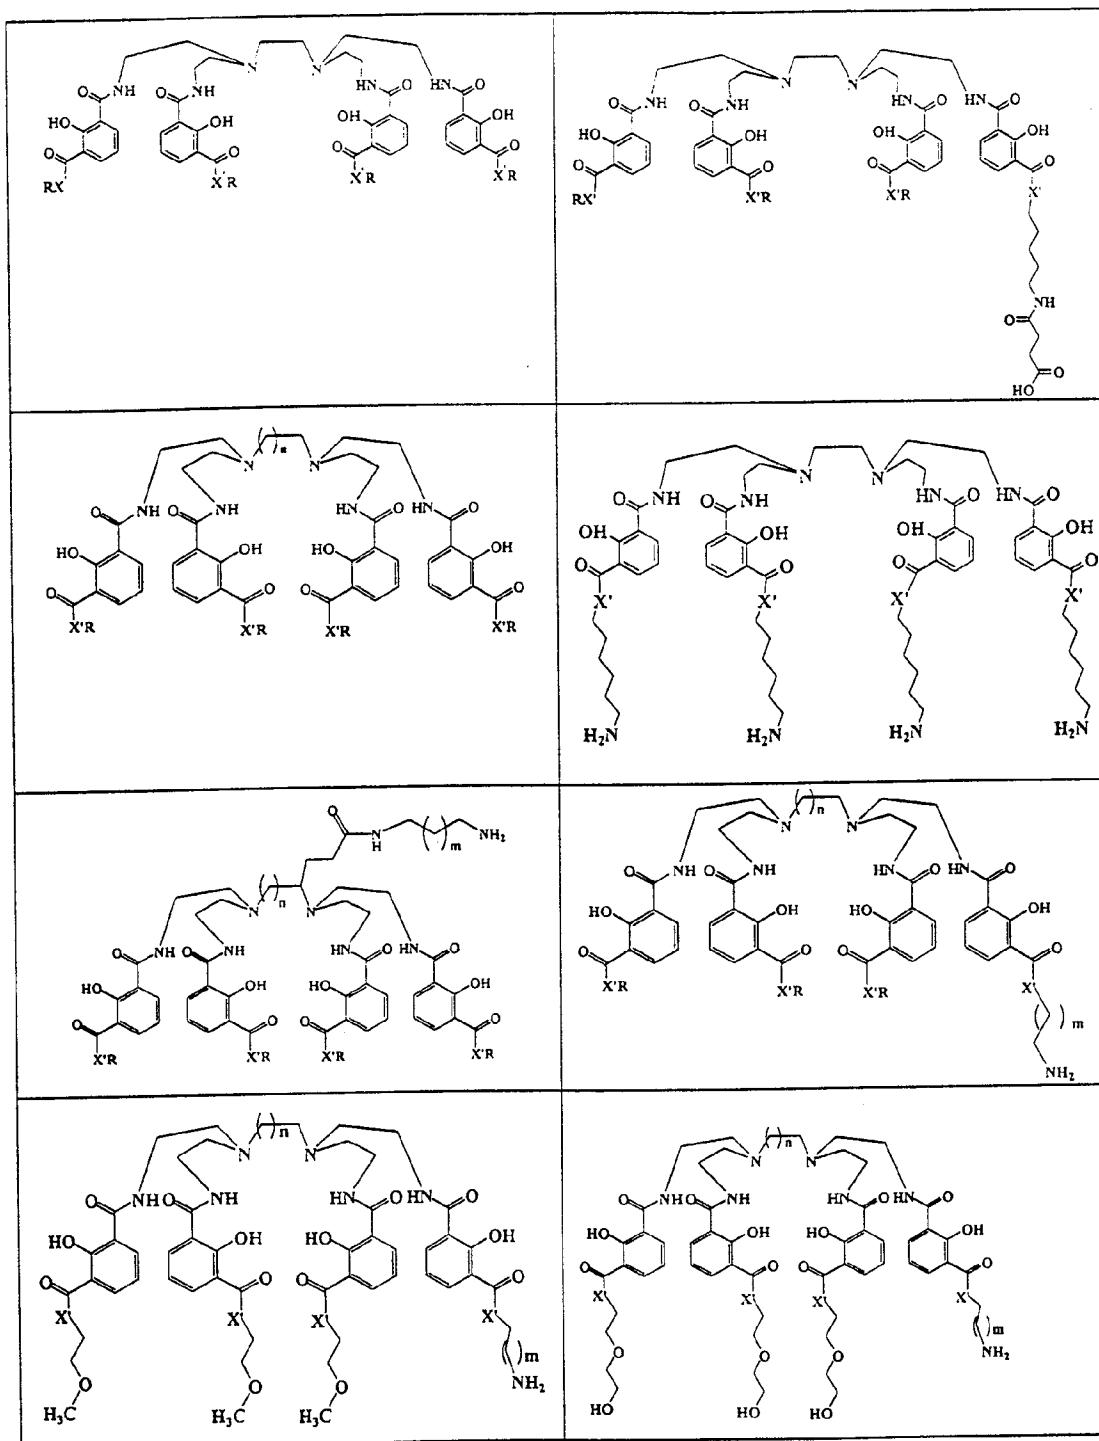 N N
O NH O NH HN O HN O
HO OH OH OH
O O O O
RX' X'R X'R X'R
N N
O NH O NH HN O HN O
OH OH OH OH
O O O O
RX' X'R X'R X'
NH
O
HO O
( )n
N N
O NH O NH HN O HN O
HO OH HO OH
O O O O
X'R X'R X'R X'R
N N
O NH O NH HN O HN O
OH OH OH OH
O O O O
X' X' X' X'
H₂N H₂N H₂N H₂N
O N H ( )m NH₂
( )n
N N
O NH O NH NH O HN O
HO OH HO OH
O O O O
X'R X'R X'R X'R
( )n
N N
O NH O NH HN O HN O
HO OH HO OH
O O O O
X'R X'R X'R X'
( )m
NH₂
( )n
N N
O NH O NH HN O HN O
HO OH HO OH
O O O O
X' X' X' X'
( )m
NH₂
O O O
H₃C H₃C H₃C
( )n
N N
O NH O NH HN O HN O
HO OH HO OH
O O O O
X' X' X' X'
( )m
NH₂
O O O
HO HO HO